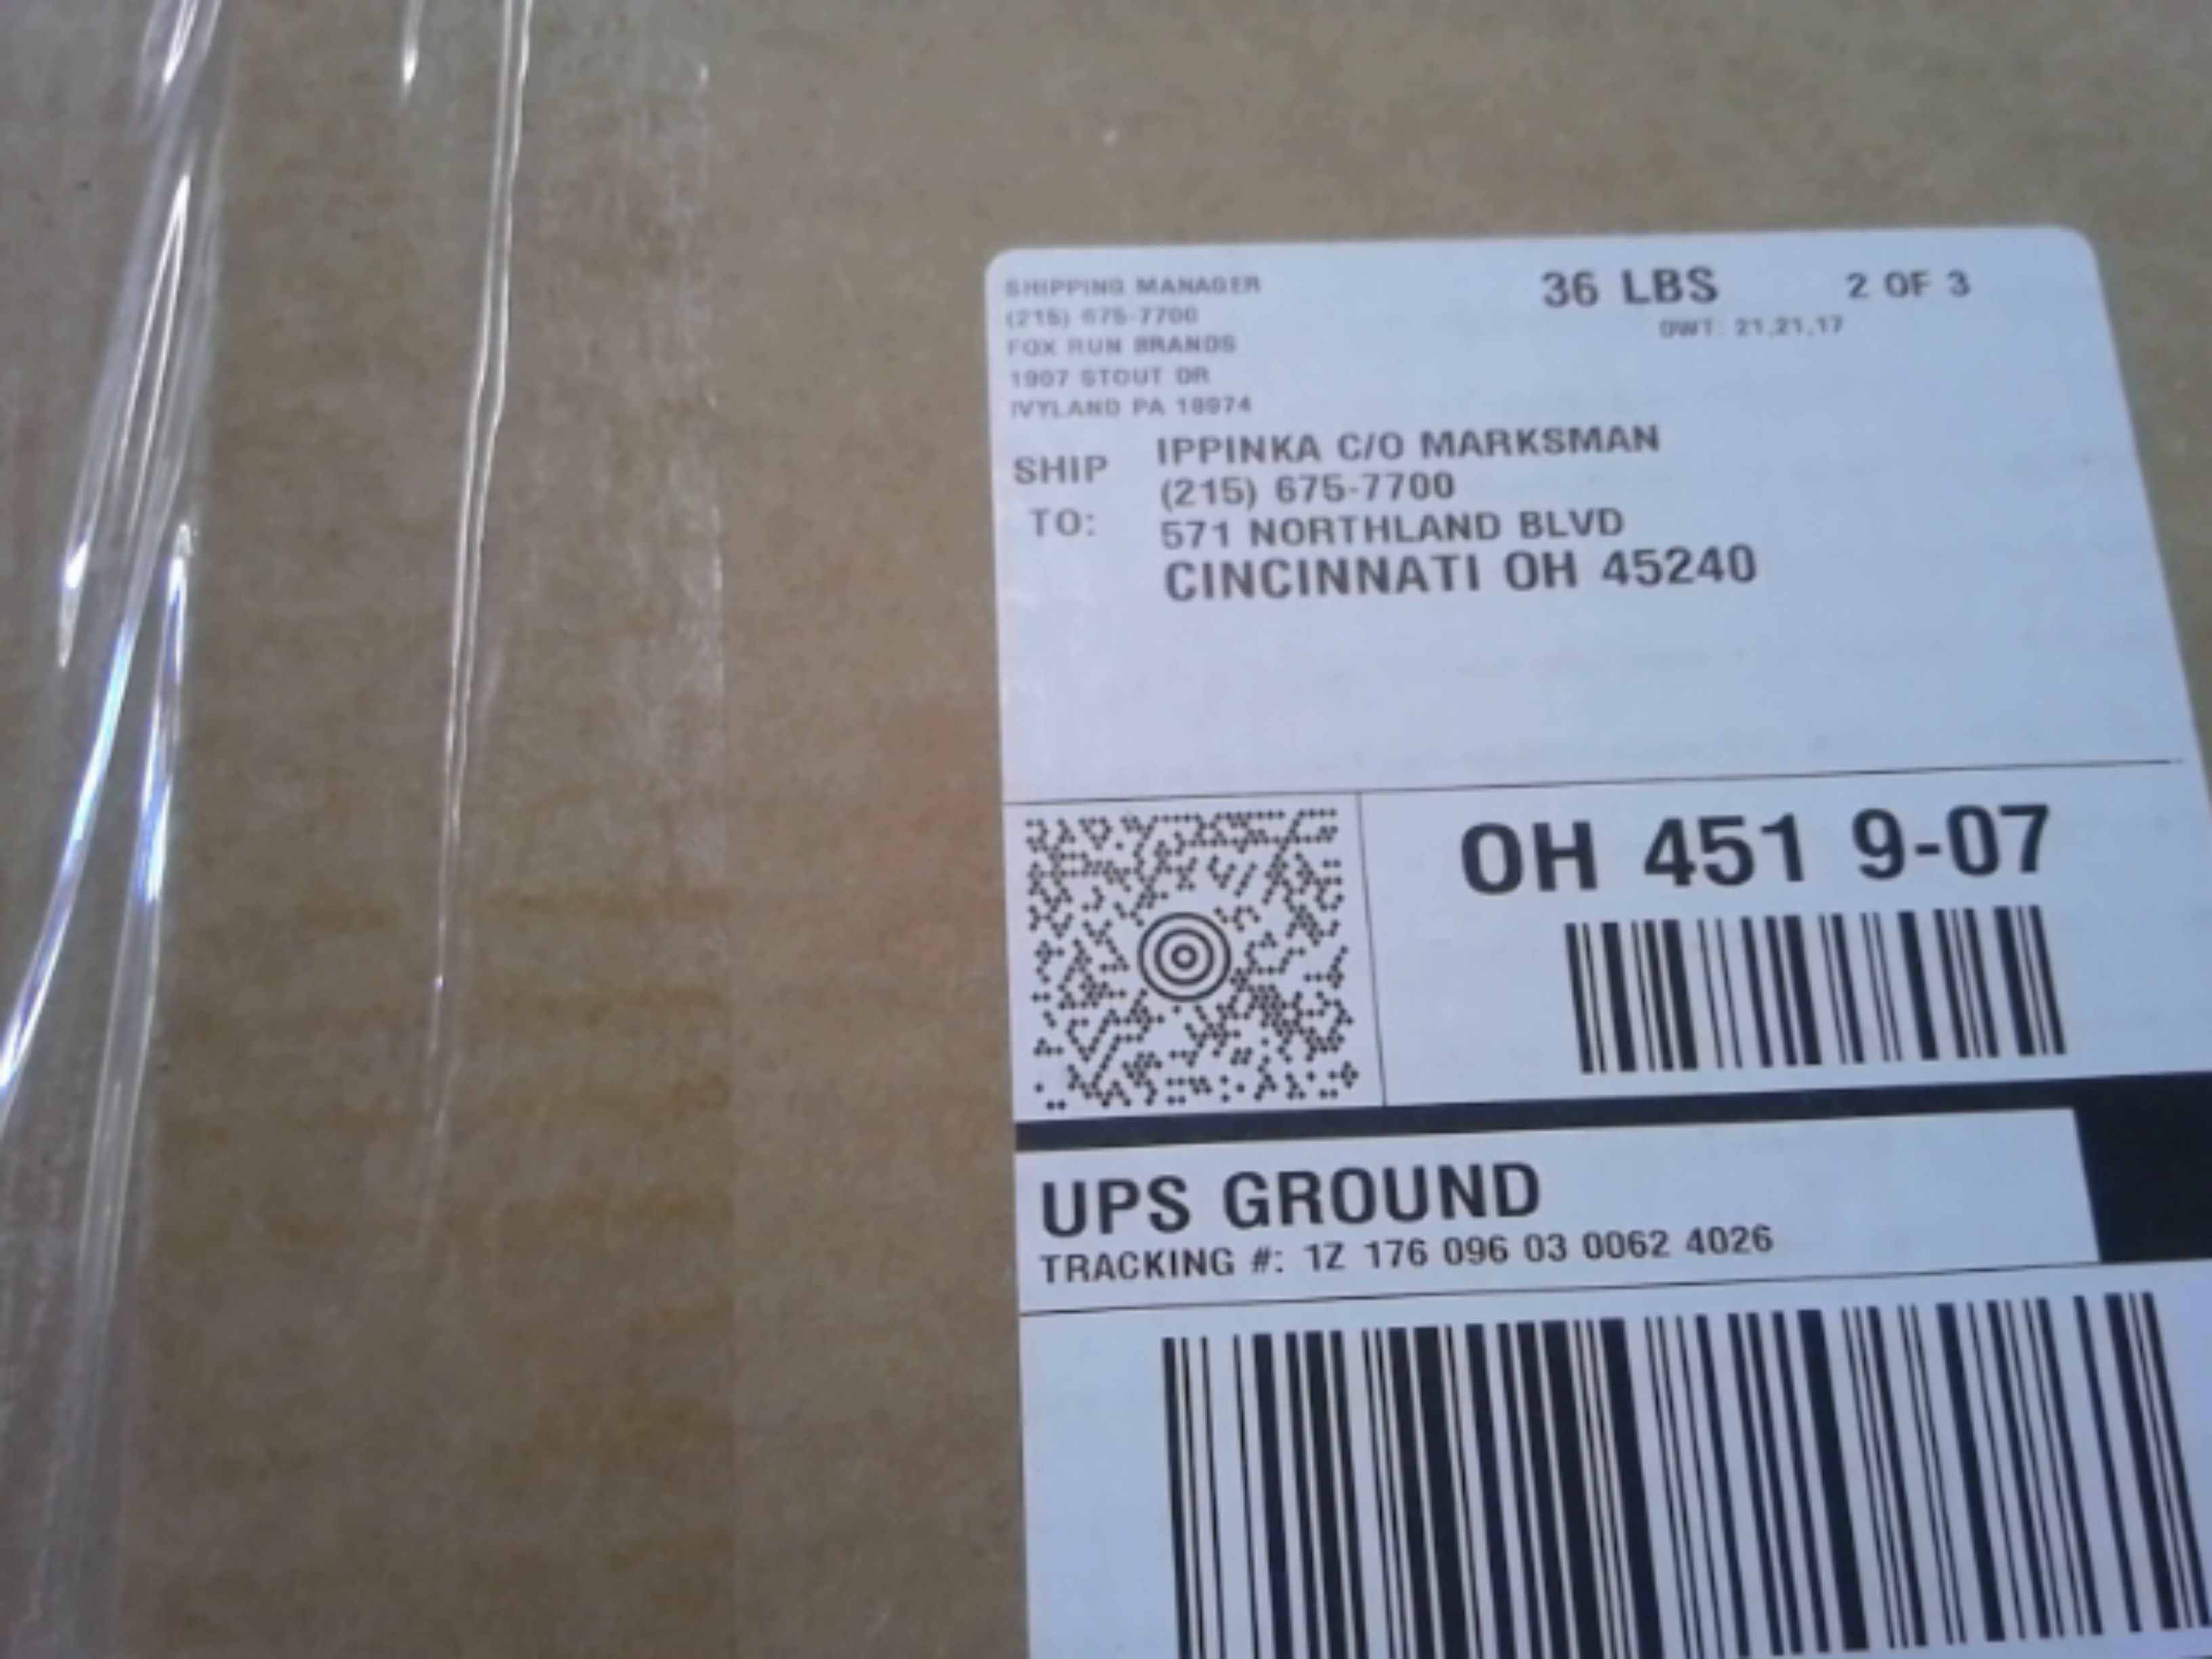 SHIPPING MANAGER
(215) 675-7700
FOX RUN BRANDS
1907 STOUT DR
IVYLAND PA 18974
36 LBS 2 OF 3
DWT: 21,21,17
SHIP TO:
IPPINKA C/O MARKSMAN
(215) 675-7700
571 NORTHLAND BLVD
CINCINNATI OH 45240
OH 451 9-07
UPS GROUND
TRACKING #: 1Z 176 096 03 0062 4026